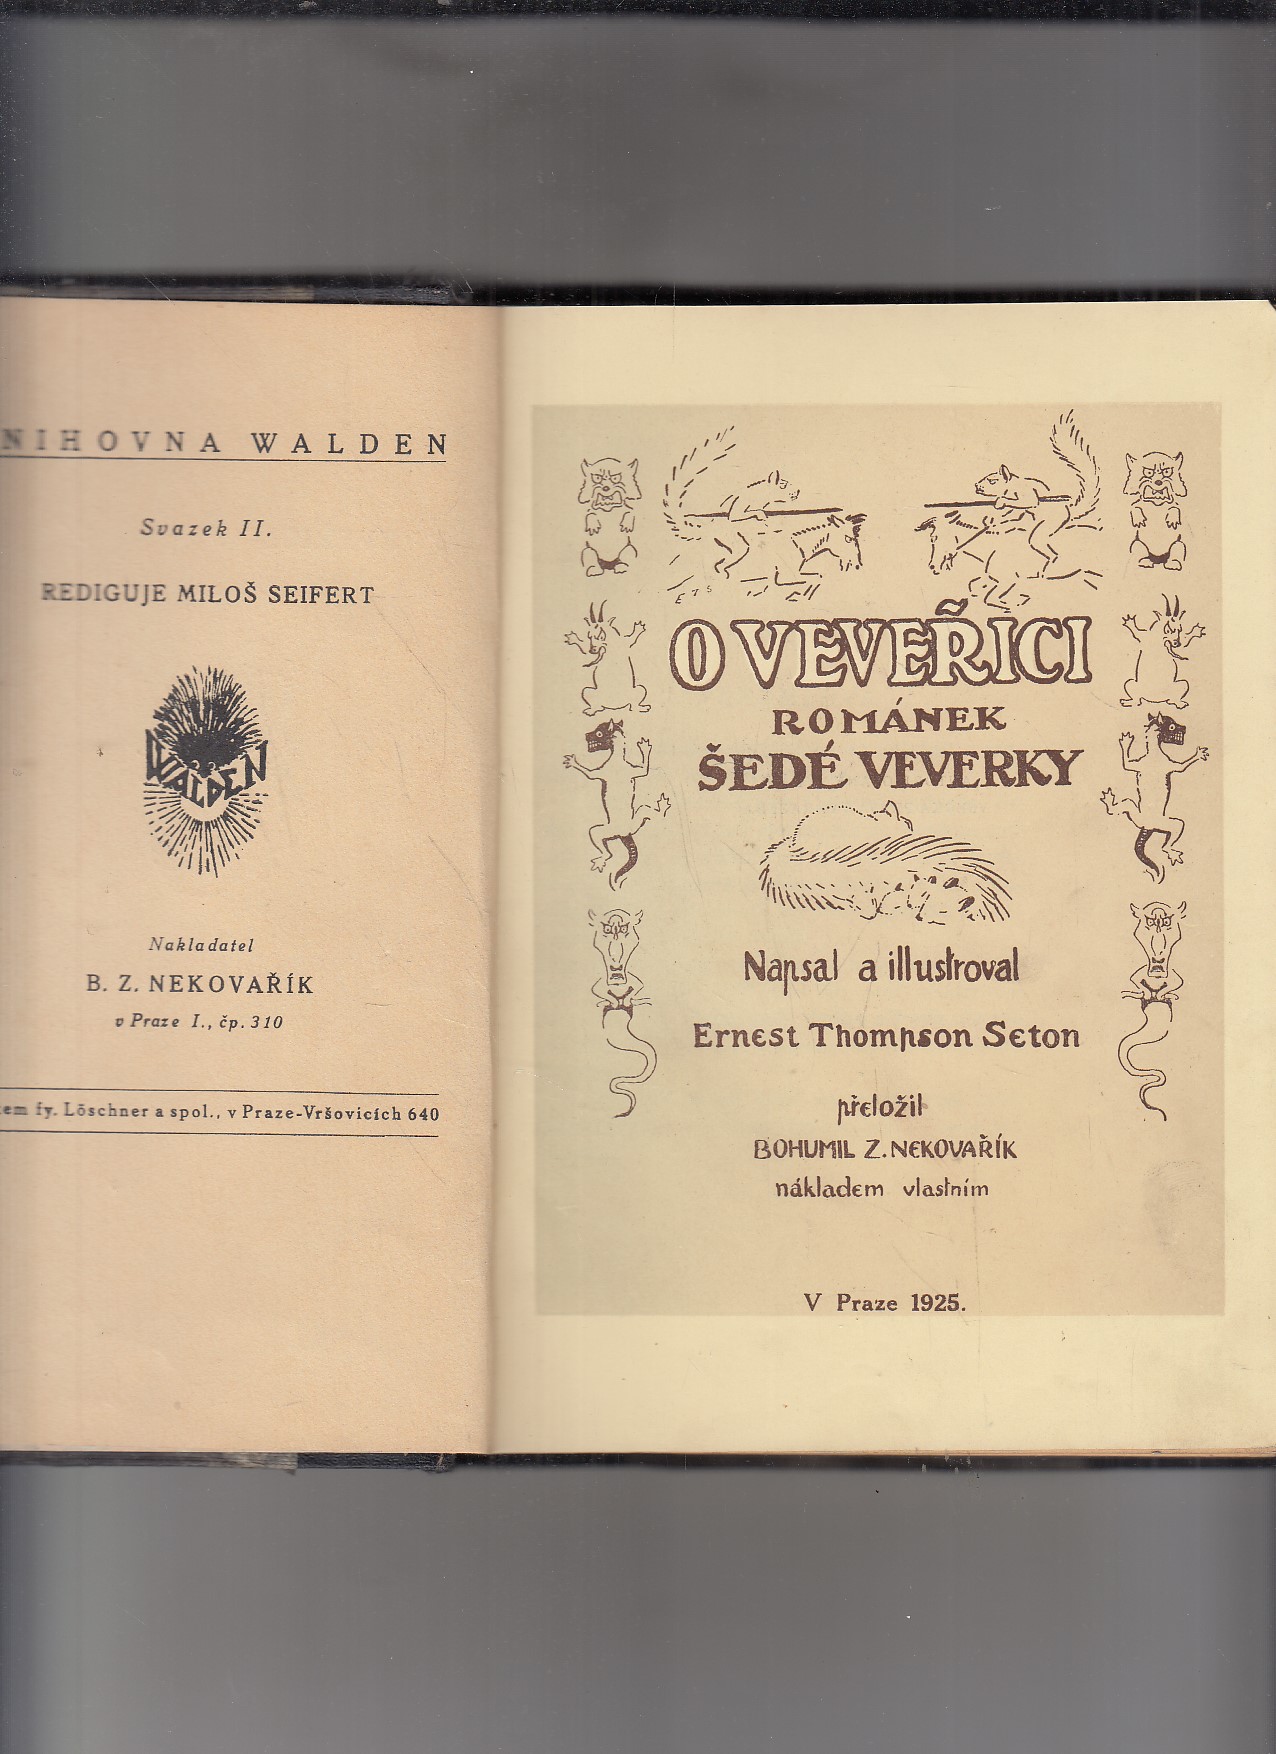 NIHOVNA WALDEN
Svazek II.
REDIGUJE MILOŠ SEIFERT
WALDEN
Nakladatel
B. Z. NEKOVAŘÍK
v Praze I., čp. 310
em fy. Löschner a spol., v Praze-Vršovicích 640
ETS
O VEVEŘICI
ROMÁNEK
ŠEDÉ VEVERKY
Napsal a illustroval
Ernest Thompson Seton
přeložil
BOHUMIL Z. NEKOVAŘÍK
nákladem vlastním
V Praze 1925.